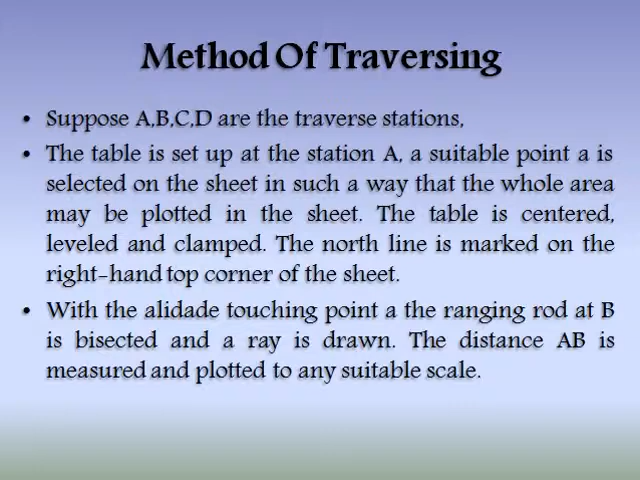 Method Of Traversing
• Suppose A,B,C,D are the traverse stations,
• The table is set up at the station A, a suitable point a is
selected on the sheet in such a way that the whole area
may be plotted in the sheet. The table is centered,
leveled and clamped. The north line is marked on the
right-hand top corner of the sheet.
• With the alidade touching point a the ranging rod at B
is bisected and a ray is drawn. The distance AB is
measured and plotted to any suitable scale.